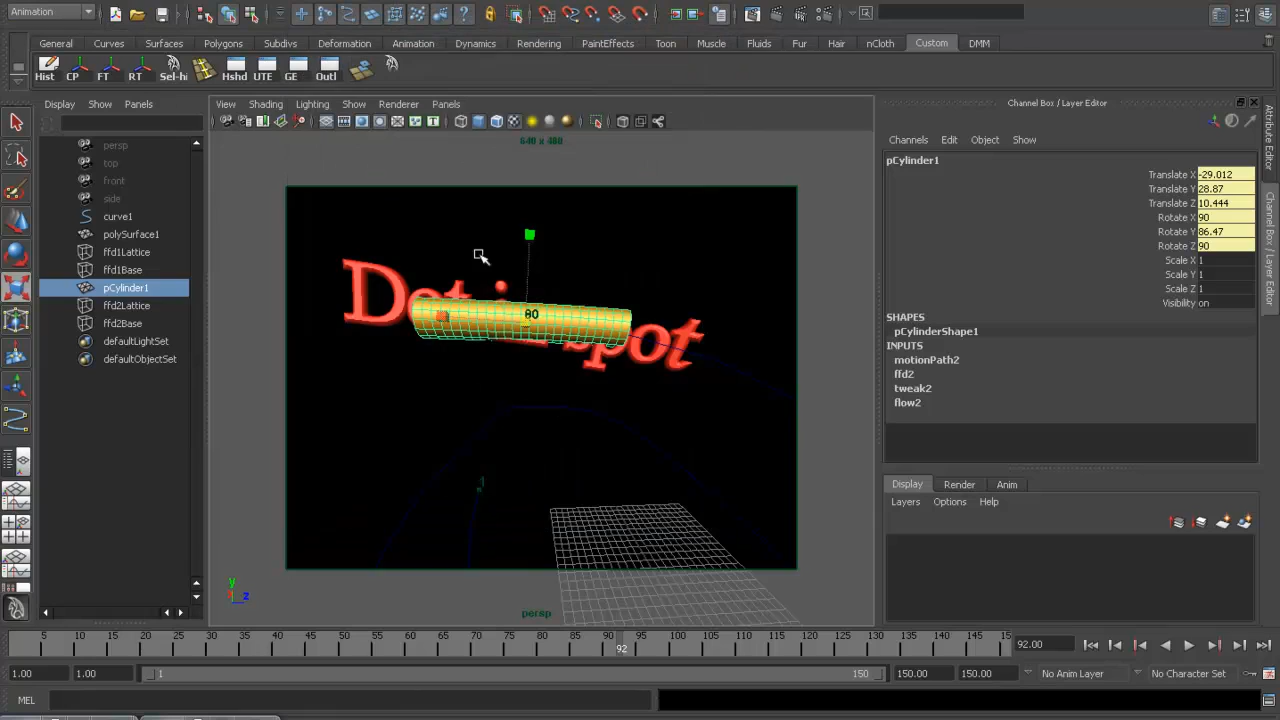 Animation
General Curves Surfaces Polygons Subdivs Deformation Animation Dynamics Rendering PaintEffects Toon Muscle Fluids Fur Hair nCloth Custom DMM
Hist CP FT RT Sel-hi Hshd UTE GE Outl
Display Show Panels
View Shading Lighting Show Renderer Panels
Channel Box / Layer Editor
persp
top
front
side
curve1
polySurface1
ffd1Lattice
ffd1Base
pCylinder1
ffd2Lattice
ffd2Base
defaultLightSet
defaultObjectSet
640 x 480
80
persp
y
z
Channels Edit Object Show
pCylinder1
Translate X -29.012
Translate Y 28.87
Translate Z 10.444
Rotate X 90
Rotate Y 86.47
Rotate Z 90
Scale X 1
Scale Y 1
Scale Z 1
Visibility on
SHAPES
pCylinderShape1
INPUTS
motionPath2
ffd2
tweak2
flow2
Display Render Anim
Layers Options Help
Attribute Editor
Channel Box / Layer Editor
5 10 15 20 25 30 35 40 45 50 55 60 65 70 75 80 85 90 95 100 105 110 115 120 125 130 135 140 145 15
92
92.00
1.00 1.00 1 150 150.00 150.00 No Anim Layer No Character Set
MEL